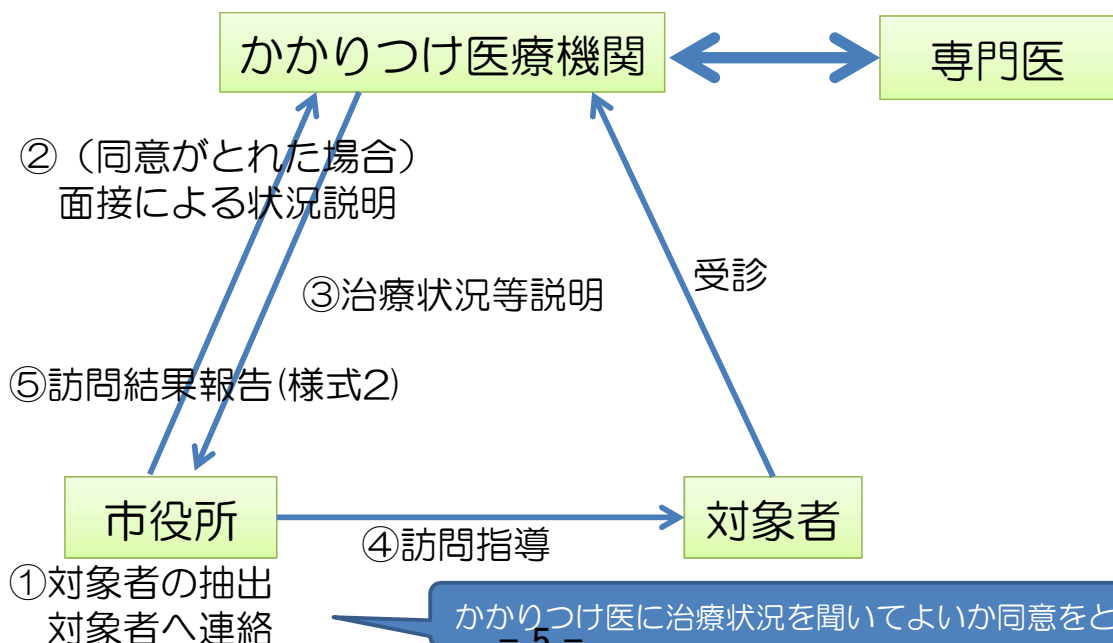 かかりつけ医療機関
専門医
②（同意がとれた場合）
面接による状況説明
③治療状況等説明
受診
⑤訪問結果報告(様式2)
市役所
対象者
④訪問指導
①対象者の抽出
対象者へ連絡
かかりつけ医に治療状況を聞いてよいか同意をと
- 5 -